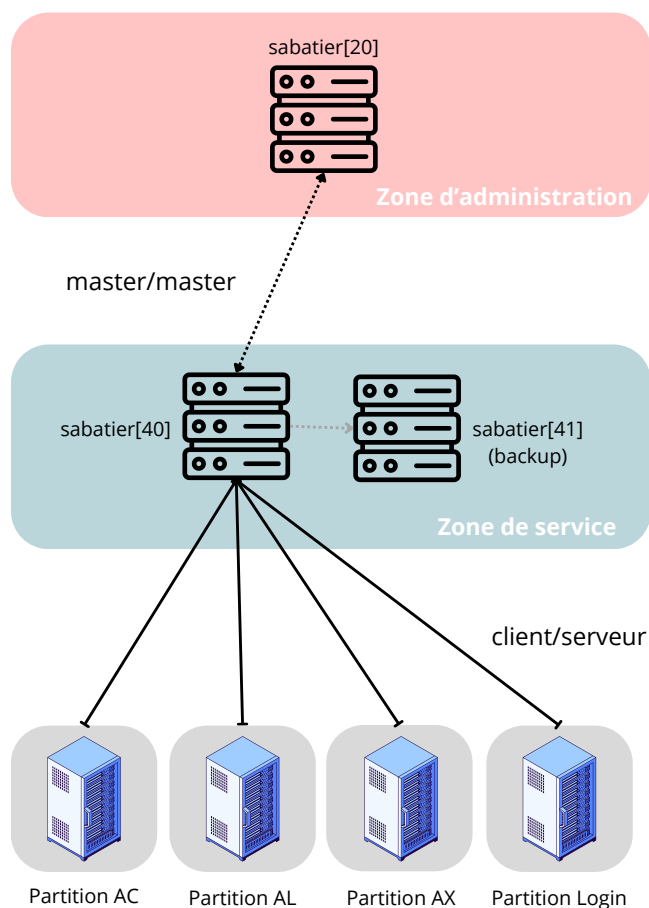 sabatier[20]
Zone d’administration
master/master
sabatier[40]
sabatier[41]
(backup)
Zone de service
client/serveur
Partition AC
Partition AL
Partition AX
Partition Login